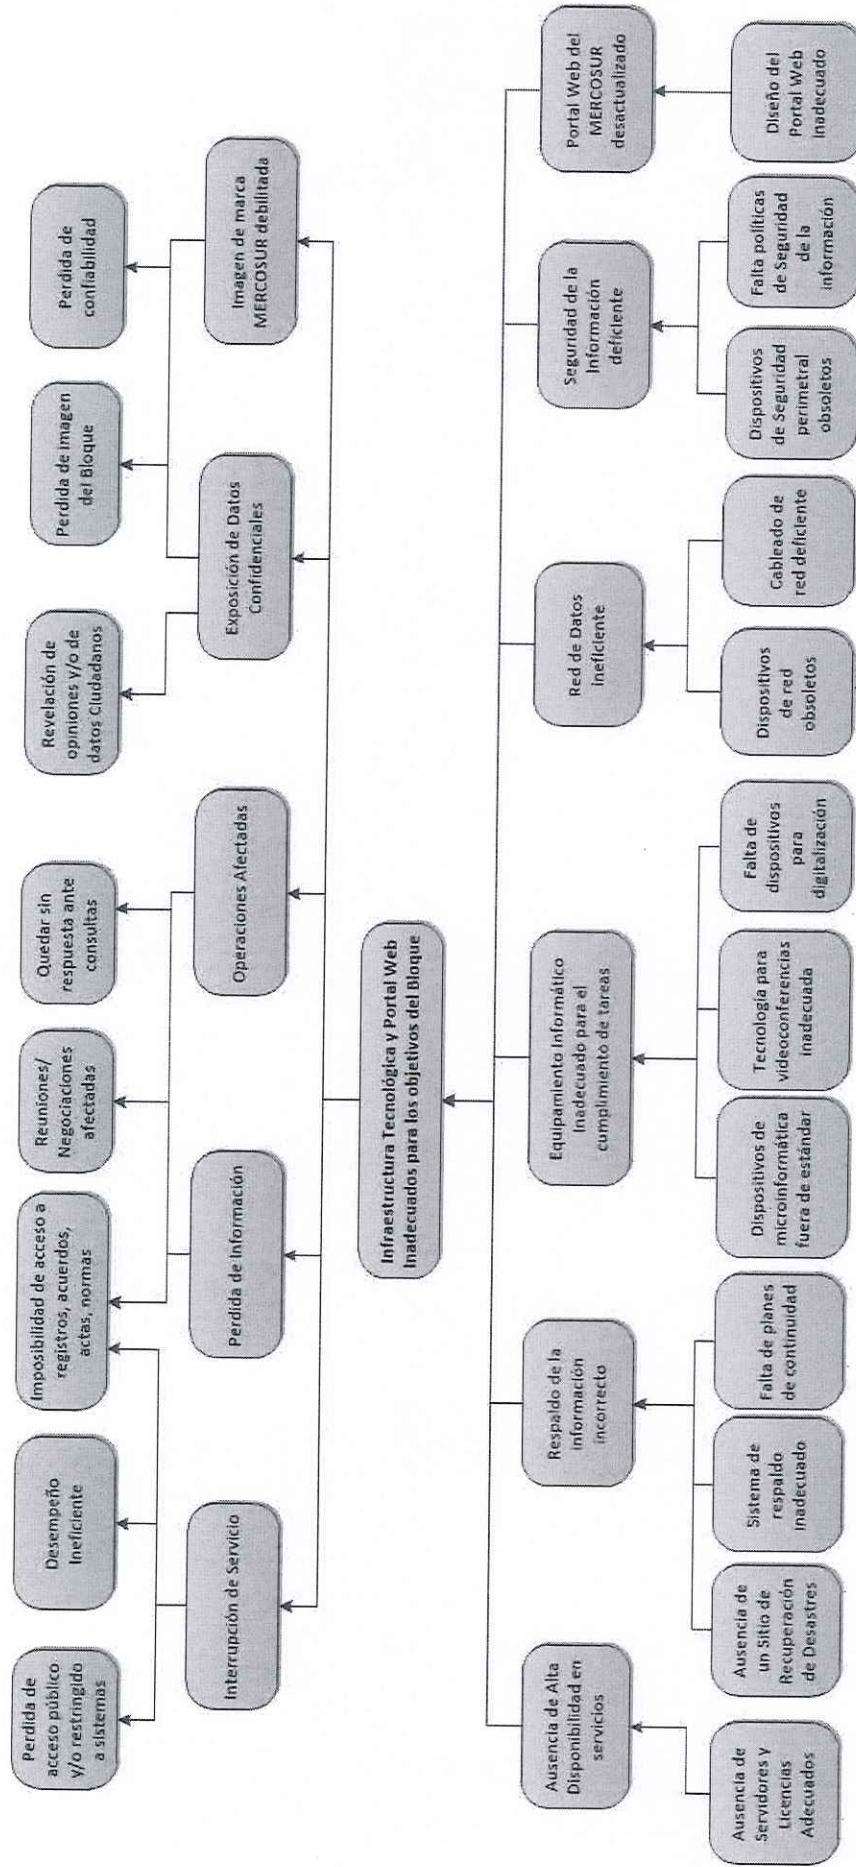 Perdida de
acceso público
y/o restringido
a sistemas
Desempeño
Ineficiente
Imposibilidad de acceso a
registros, acuerdos,
actas, normas
Reuniones/
Negociaciones
afectadas
Quedar sin
respuesta ante
consultas
Revelación de
opiniones y/o de
datos Ciudadanos
Perdida de Imagen
del Bloque
Perdida de
confiabilidad
Interrupción de Servicio
Perdida de Información
Operaciones Afectadas
Exposición de Datos
Confidenciales
Imagen de marca
MERCOSUR debilitada
Infraestructura Tecnológica y Portal Web
Inadecuados para los objetivos del Bloque
Ausencia de Alta
Disponibilidad en
servicios
Respaldo de la
Información
incorrecto
Equipamiento Informático
Inadecuado para el
cumplimiento de tareas
Red de Datos
ineficiente
Seguridad de la
Información
deficiente
Portal Web del
MERCOSUR
desactualizado
Ausencia de
Servidores y
Licencias
Adecuados
Ausencia de
un Sitio de
Recuperación
de Desastres
Sistema de
respaldo
inadecuado
Falta de planes
de continuidad
Dispositivos de
microinformática
fuera de estándar
Tecnología para
videoconferencias
inadecuada
Falta de
dispositivos
para
digitalización
Dispositivos
de red
obsoletos
Cableado de
red deficiente
Dispositivos
de Seguridad
perimetral
obsoletos
Falta políticas
de Seguridad
de la
información
Diseño del
Portal Web
Inadecuado